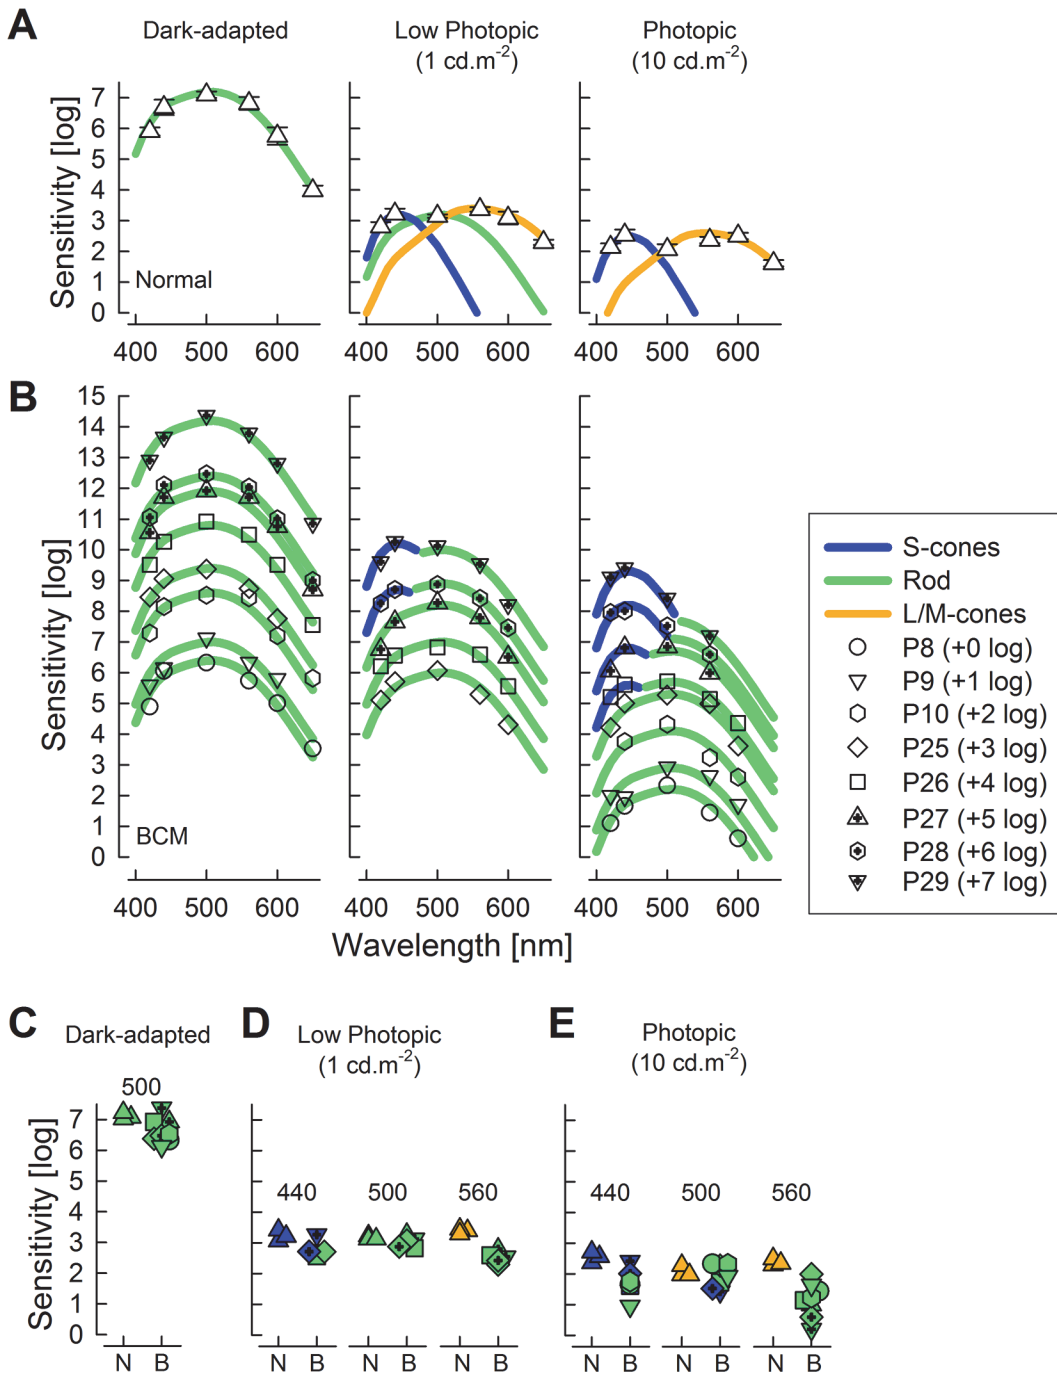 A
Dark-adapted
Low Photopic
(1 cd.m-2)
Photopic
(10 cd.m-2)
Sensitivity [log]
7
6
5
4
3
2
1
0
Normal
400 500 600
400 500 600
400 500 600
B
Sensitivity [log]
15
14
13
12
11
10
9
8
7
6
5
4
3
2
1
0
BCM
400 500 600
400 500 600
400 500 600
Wavelength [nm]
S-cones
Rod
L/M-cones
P8 (+0 log)
P9 (+1 log)
P10 (+2 log)
P25 (+3 log)
P26 (+4 log)
P27 (+5 log)
P28 (+6 log)
P29 (+7 log)
C
Dark-adapted
D
Low Photopic
(1 cd.m-2)
E
Photopic
(10 cd.m-2)
Sensitivity [log]
7
6
5
4
3
2
1
0
500
440
500
560
440
500
560
N B
N B
N B
N B
N B
N B
N B